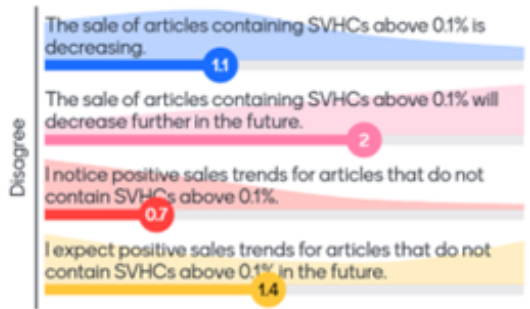 The sale of articles containing SVHCs above 0.1% is
decreasing.
1.1
The sale of articles containing SVHCs above 0.1% will
decrease further in the future.
2
I notice positive sales trends for articles that do not
contain SVHCs above 0.1%.
0.7
I expect positive sales trends for articles that do not
contain SVHCs above 0.1% in the future.
1.4
Disagree